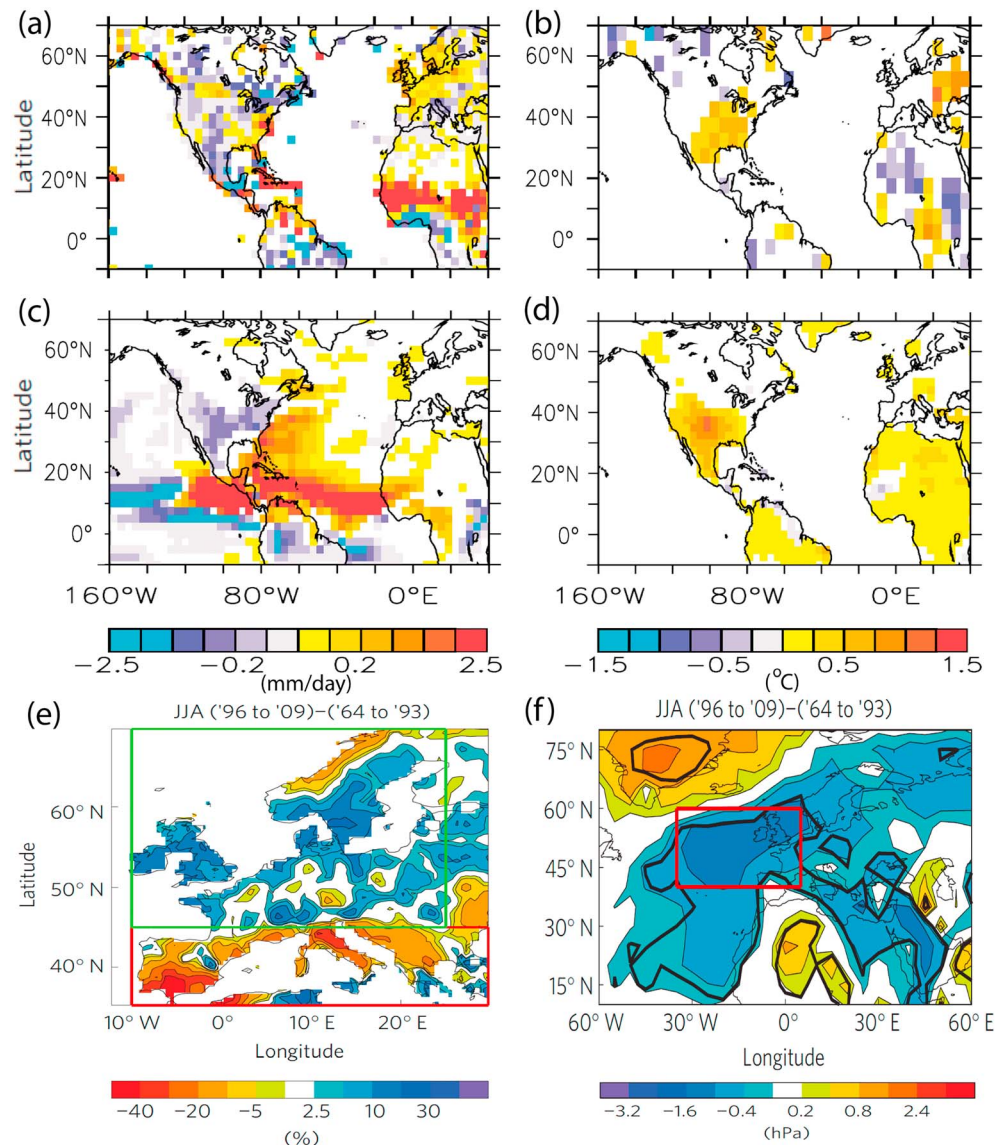 (a)
(b)
Latitude
60°N
40°N
20°N
0°
60°N
40°N
20°N
0°
(c)
(d)
Latitude
60°N
40°N
20°N
0°
60°N
40°N
20°N
0°
160°W 80°W 0°E
160°W 80°W 0°E
−2.5 −0.2 0.2 2.5
(mm/day)
−1.5 −0.5 0.5 1.5
(°C)
(e)
JJA ('96 to '09)−('64 to '93)
(f)
JJA ('96 to '09)−('64 to '93)
Latitude
60° N
50° N
40° N
75° N
60° N
45° N
30° N
15° N
10° W 0° 10° E 20° E
Longitude
60° W 30° W 0° E 30° E 60 E
Longitude
−40 −20 −5 2.5 10 30
(%)
−3.2 −1.6 −0.4 0.2 0.8 2.4
(hPa)